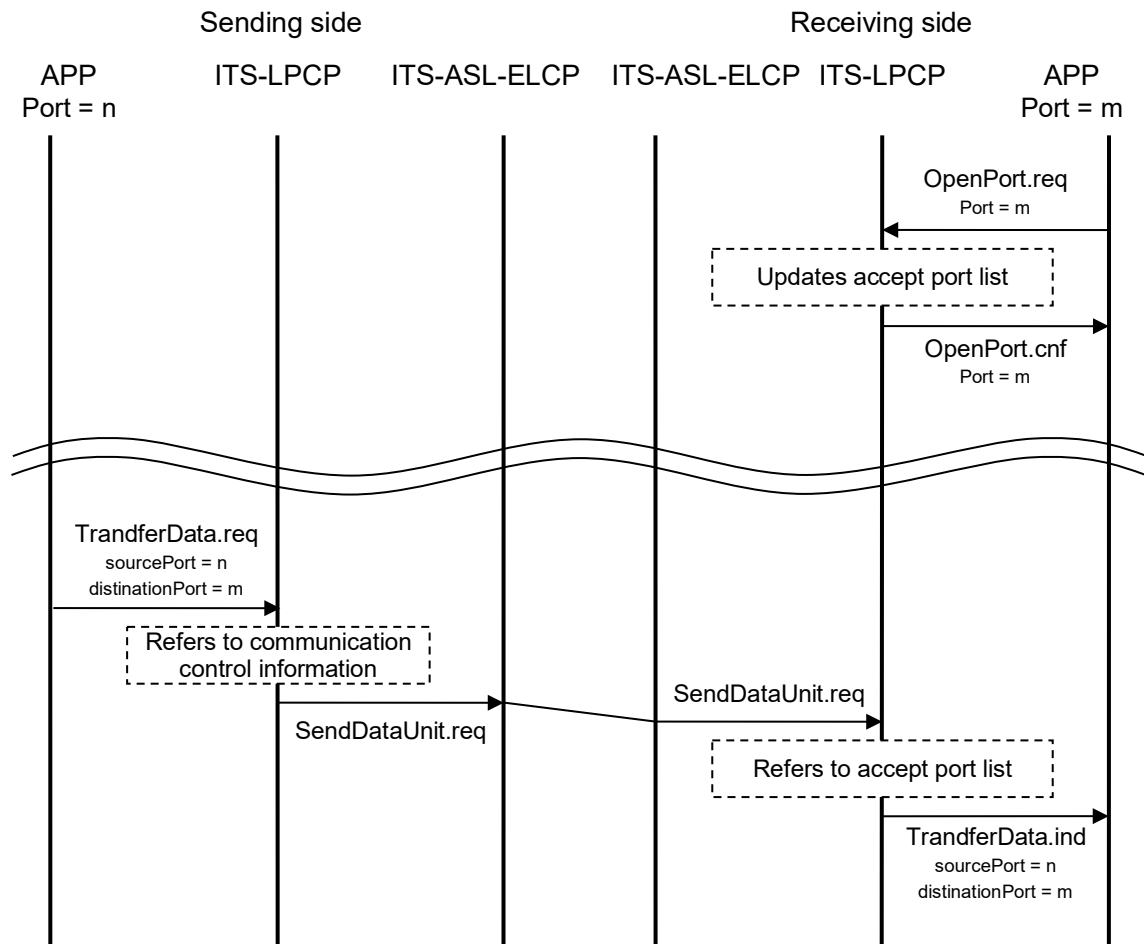 Sending side
Receiving side
APP
Port = n
ITS-LPCP
ITS-ASL-ELCP
ITS-ASL-ELCP
ITS-LPCP
APP
Port = m
OpenPort.req
Port = m
Updates accept port list
OpenPort.cnf
Port = m
TrandferData.req
sourcePort = n
distinationPort = m
Refers to communication
control information
SendDataUnit.req
SendDataUnit.req
Refers to accept port list
TrandferData.ind
sourcePort = n
distinationPort = m